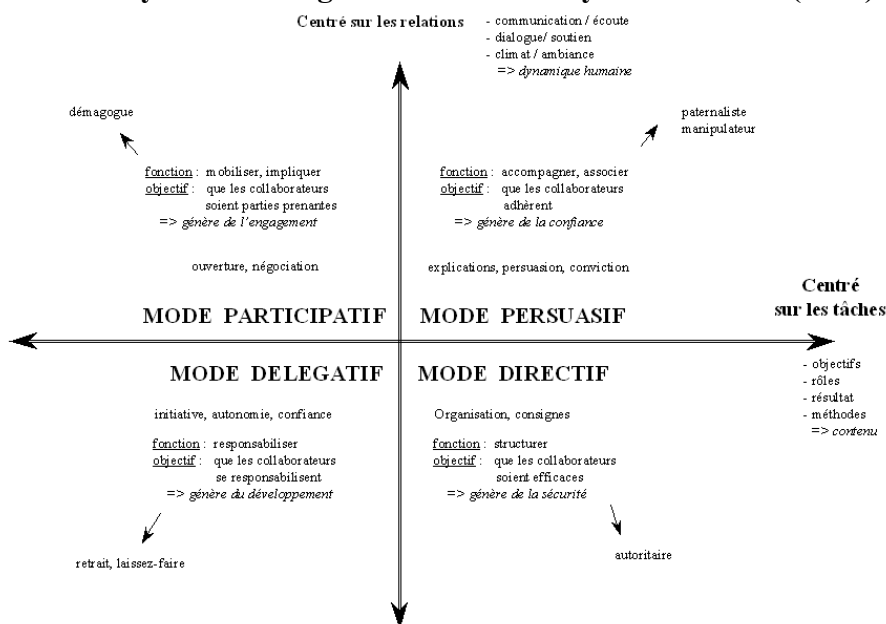 Centré sur les relations
- communication / écoute
- dialogue/ soutien
- climat / ambiance
=> dynamique humaine
démagogue
paternaliste
manipulateur
fonction : mobiliser, impliquer
objectif : que les collaborateurs
soient parties prenantes
=> génère de l'engagement
fonction : accompagner, associer
objectif : que les collaborateurs
adhèrent
=> génère de la confiance
ouverture, négociation
explications, persuasion, conviction
Centré
sur les tâches
MODE PARTICIPATIF
MODE PERSUASIF
MODE DELEGATIF
MODE DIRECTIF
- objectifs
- rôles
- résultat
- méthodes
=> contenu
initiative, autonomie, confiance
Organisation, consignes
fonction : responsabiliser
objectif : que les collaborateurs
se responsabilisent
=> génère du développement
fonction : structurer
objectif : que les collaborateurs
soient efficaces
=> génère de la sécurité
retrait, laissez-faire
autoritaire